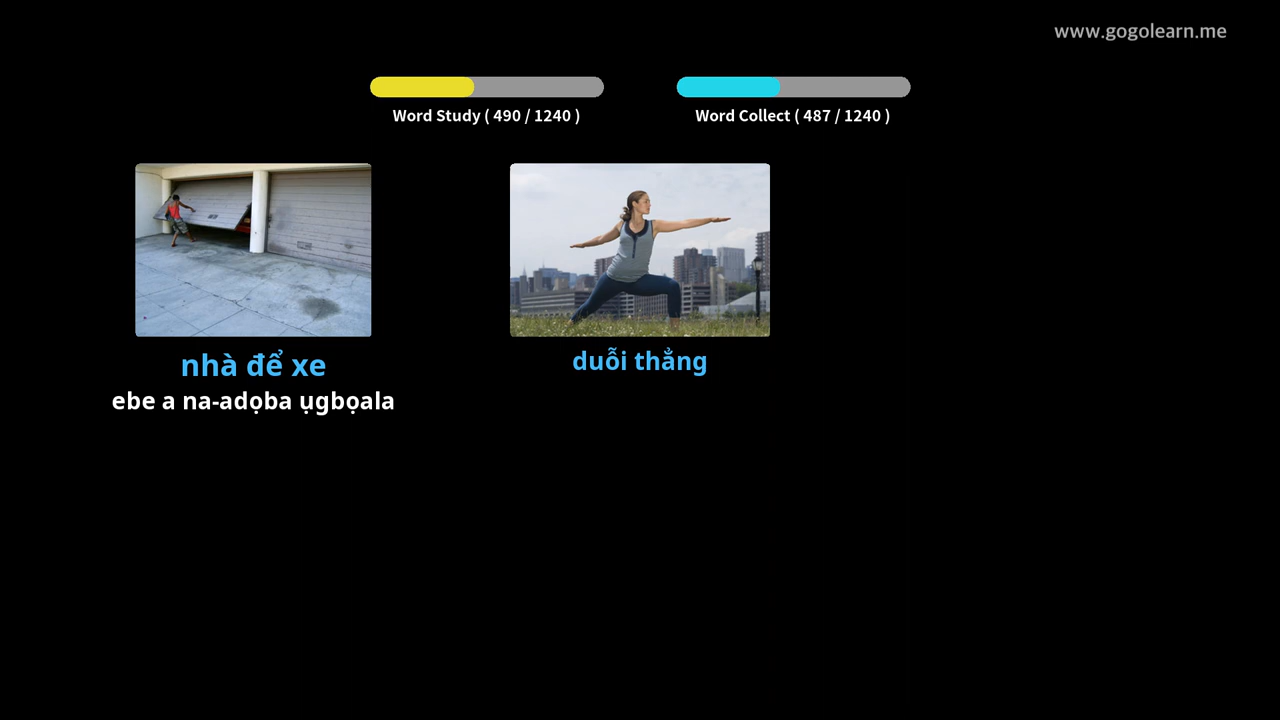 www.gogolearn.me
Word Study ( 490 / 1240 )
Word Collect ( 487 / 1240 )
nhà để xe
ebe a na-adọba ụgbọala
duỗi thẳng